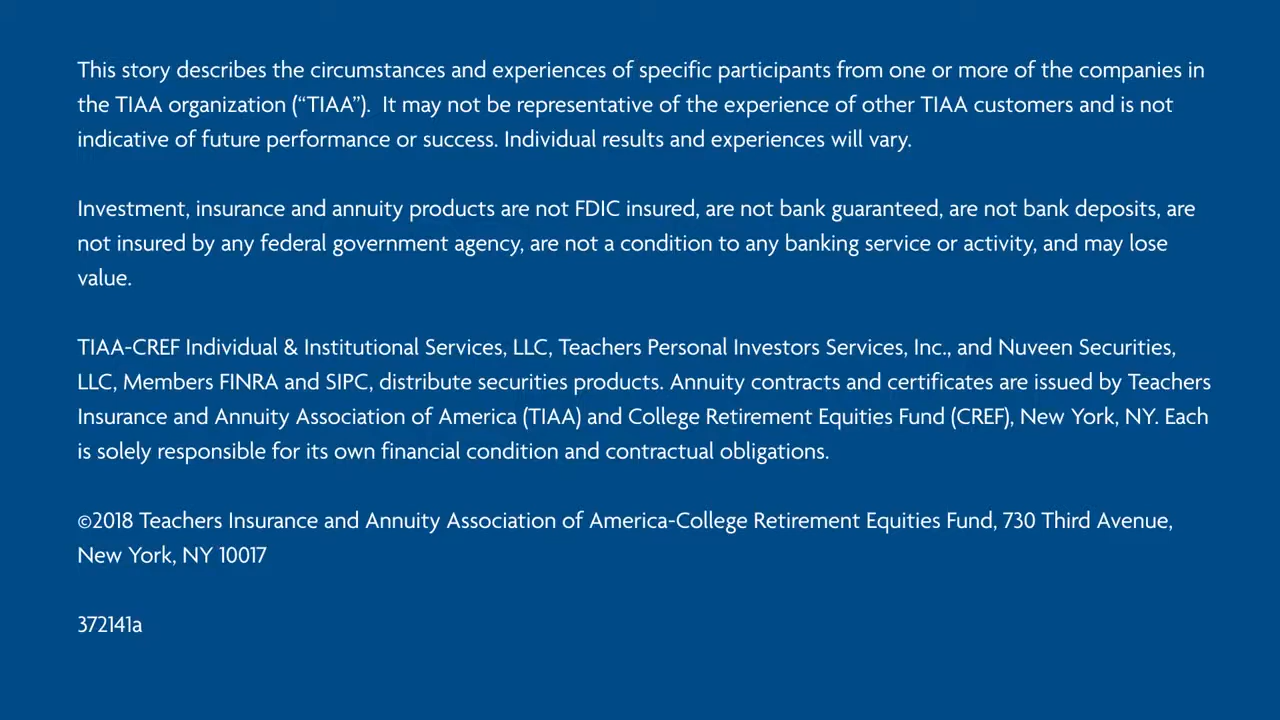 This story describes the circumstances and experiences of specific participants from one or more of the companies in
the TIAA organization (“TIAA”).  It may not be representative of the experience of other TIAA customers and is not
indicative of future performance or success. Individual results and experiences will vary.
Investment, insurance and annuity products are not FDIC insured, are not bank guaranteed, are not bank deposits, are
not insured by any federal government agency, are not a condition to any banking service or activity, and may lose
value.
TIAA-CREF Individual & Institutional Services, LLC, Teachers Personal Investors Services, Inc., and Nuveen Securities,
LLC, Members FINRA and SIPC, distribute securities products. Annuity contracts and certificates are issued by Teachers
Insurance and Annuity Association of America (TIAA) and College Retirement Equities Fund (CREF), New York, NY. Each
is solely responsible for its own financial condition and contractual obligations.
©2018 Teachers Insurance and Annuity Association of America-College Retirement Equities Fund, 730 Third Avenue,
New York, NY 10017
372141a